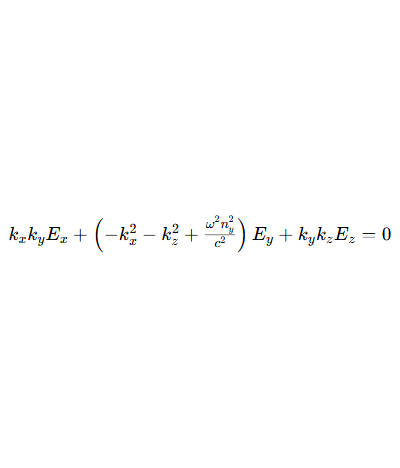 $k_x k_y E_x + \left( -k_x^2 - k_z^2 + \frac{\omega^2 n_y^2}{c^2} \right) E_y + k_y k_z E_z = 0$